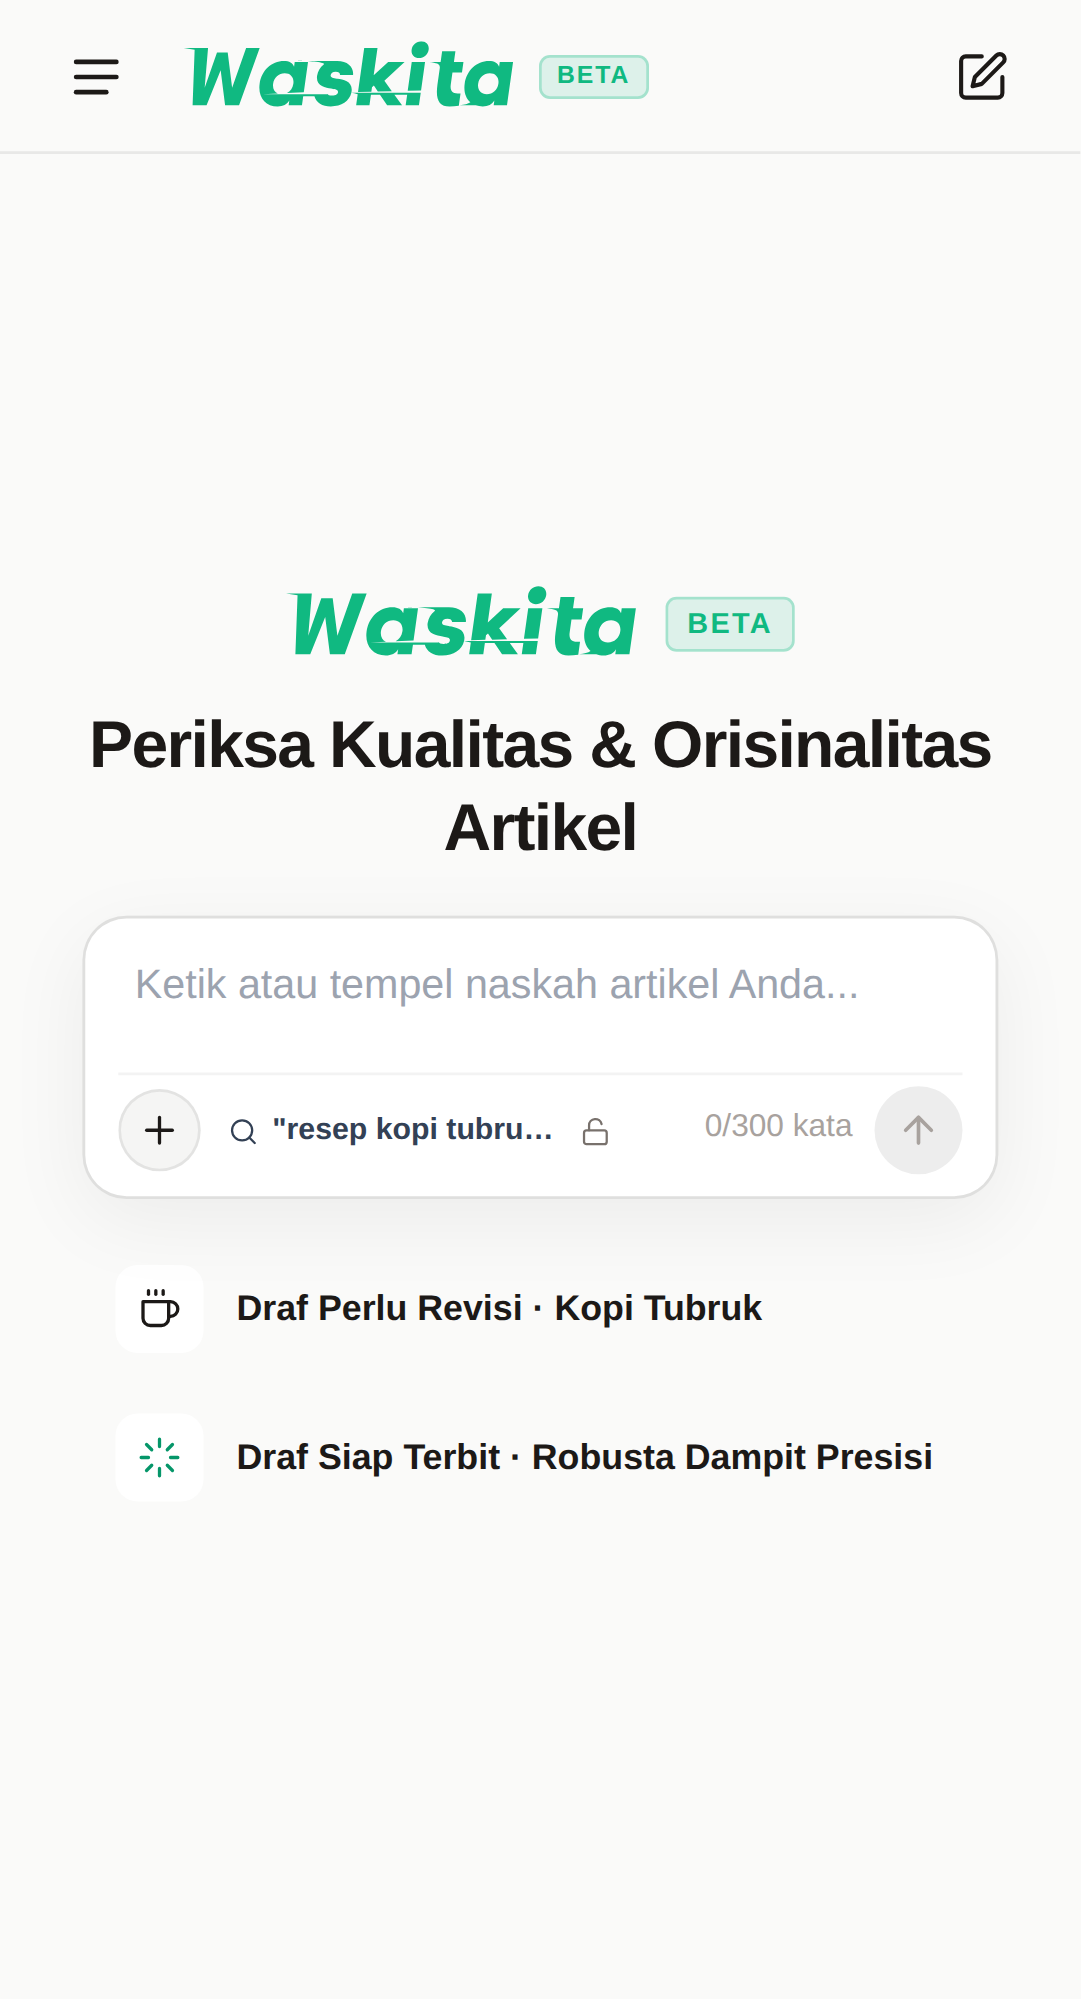 Waskita BETA
Waskita BETA
Periksa Kualitas & Orisinalitas
Artikel
Ketik atau tempel naskah artikel Anda...
"resep kopi tubru... 0/300 kata
Draf Perlu Revisi · Kopi Tubruk
Draf Siap Terbit · Robusta Dampit Presisi